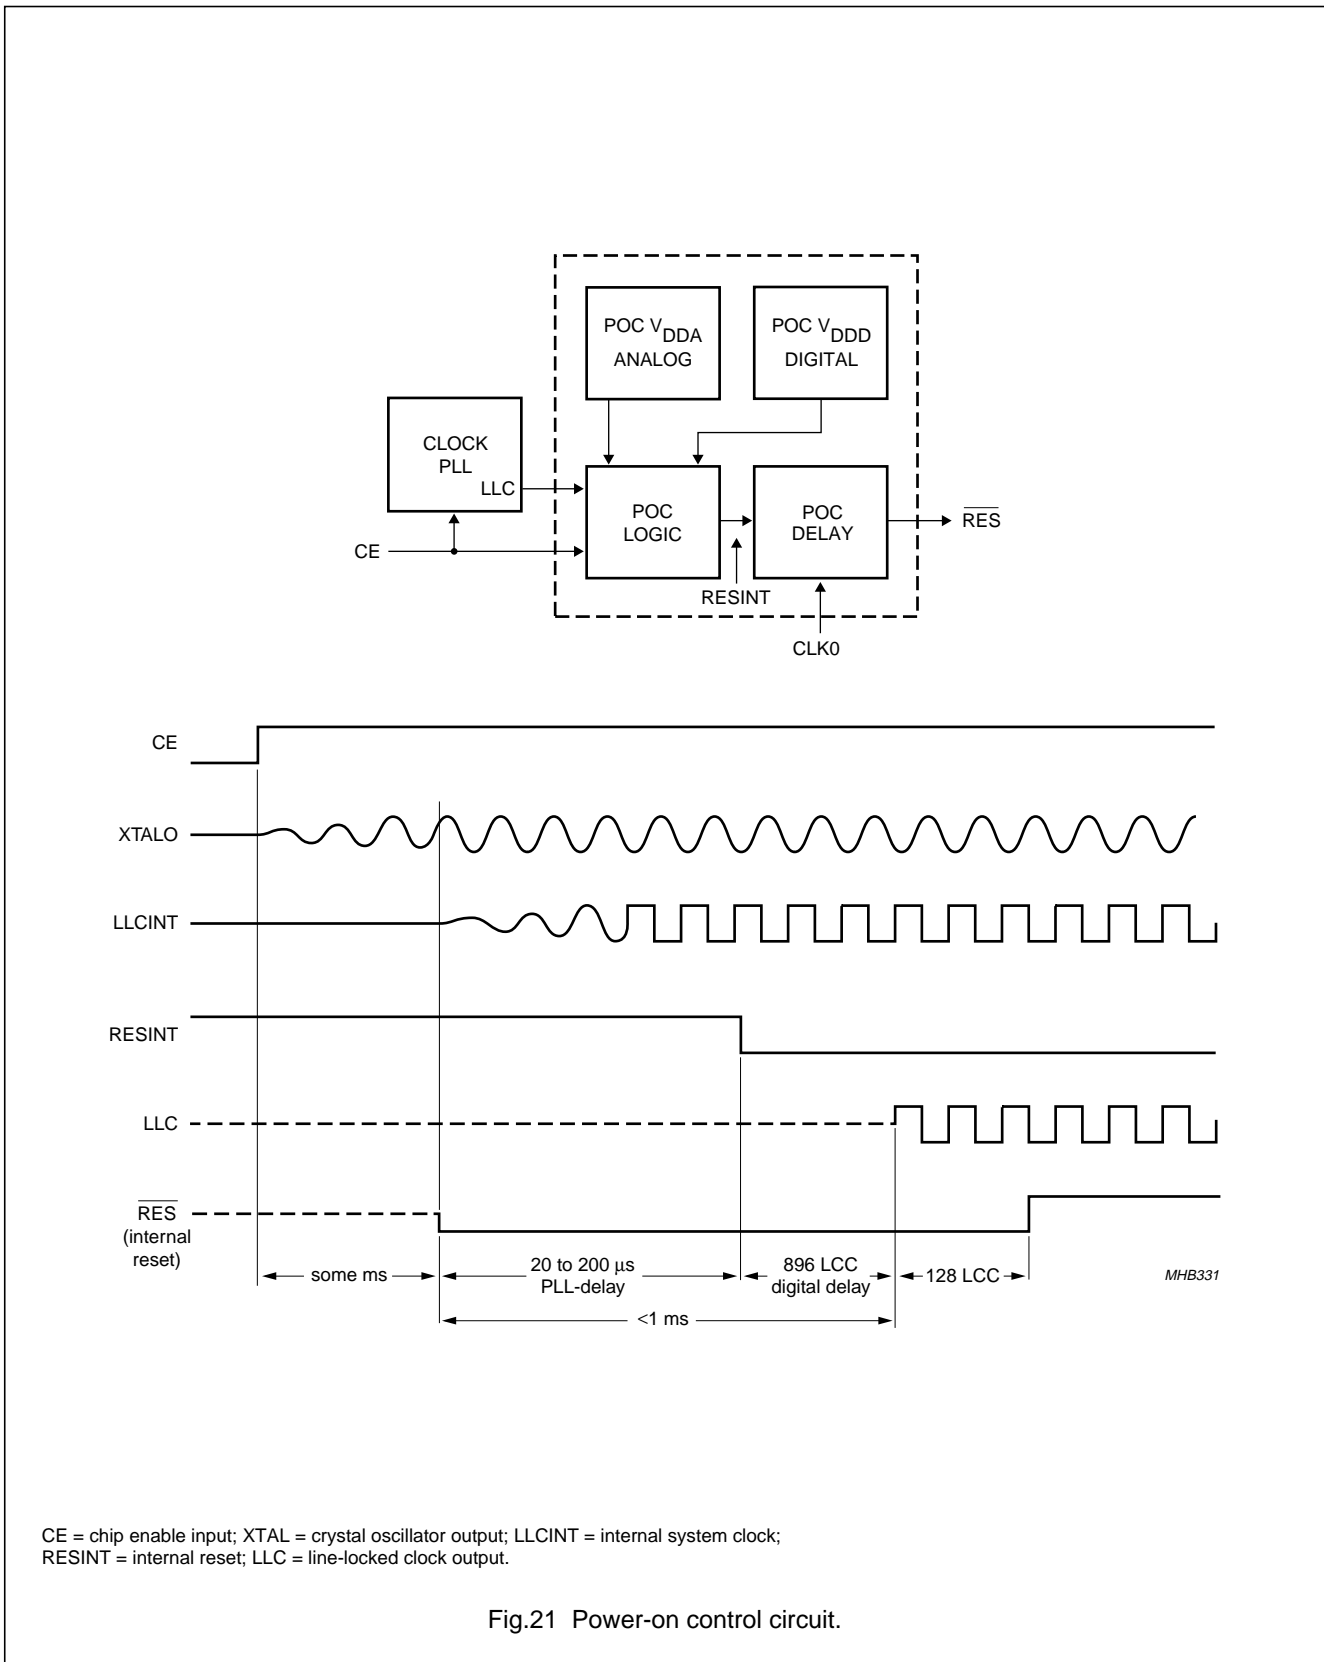 POC VDDA
ANALOG
POC VDDD
DIGITAL
CLOCK
PLL
LLC
POC
LOGIC
POC
DELAY
RES
CE
RESINT
CLK0
CE
XTALO
LLCINT
RESINT
LLC
RES
(internal
reset)
some ms
20 to 200 μs
PLL-delay
896 LCC
digital delay
128 LCC
MHB331
<1 ms
CE = chip enable input; XTAL = crystal oscillator output; LLCINT = internal system clock;
RESINT = internal reset; LLC = line-locked clock output.
Fig.21 Power-on control circuit.